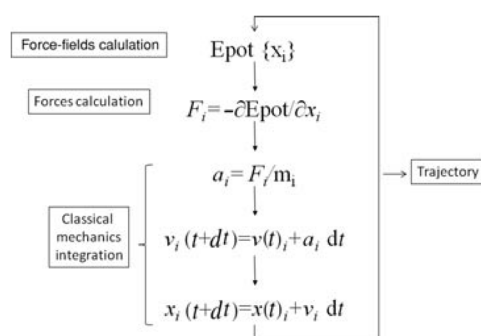 Force-fields calulation
Epot {xᵢ}
Forces calculation
Fᵢ=-∂Epot/∂xᵢ
aᵢ=Fᵢ/mᵢ
Trajectory
Classical
mechanics
integration
vᵢ (t+dt)=v(t)ᵢ+aᵢ dt
xᵢ (t+dt)=x(t)ᵢ+vᵢ dt